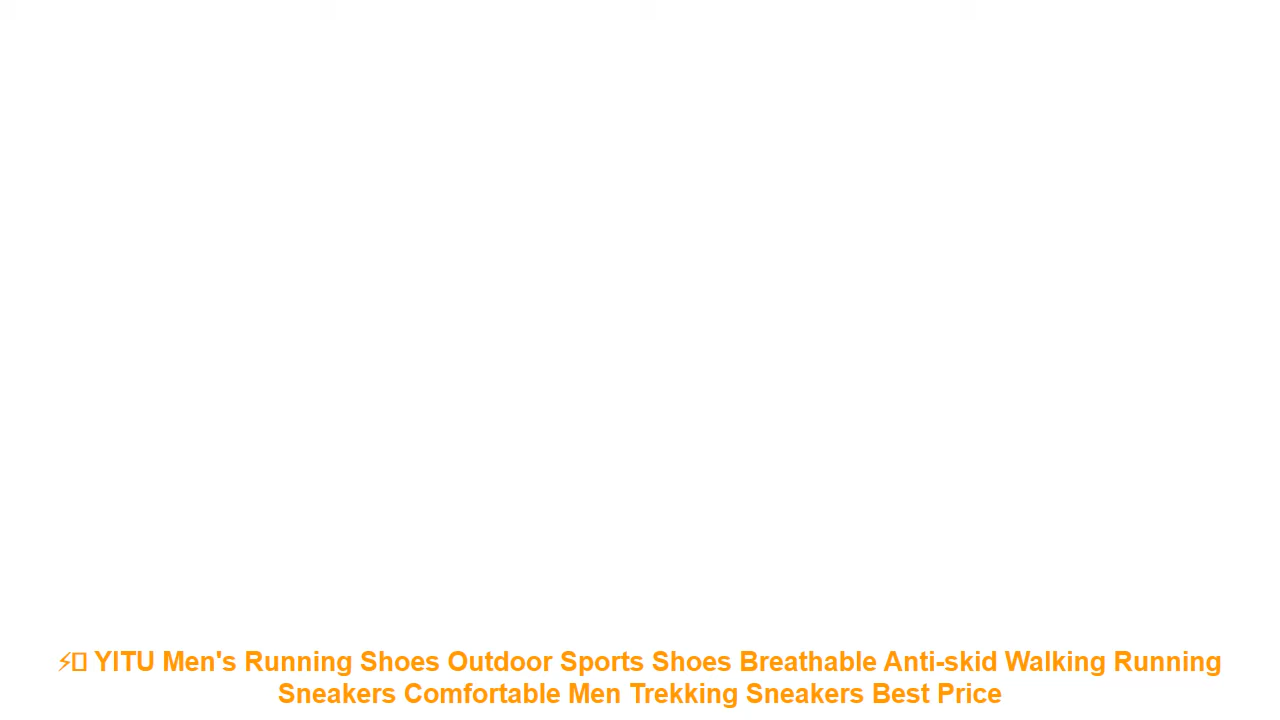 ⚡ YITU Men's Running Shoes Outdoor Sports Shoes Breathable Anti-skid Walking Running
Sneakers Comfortable Men Trekking Sneakers Best Price